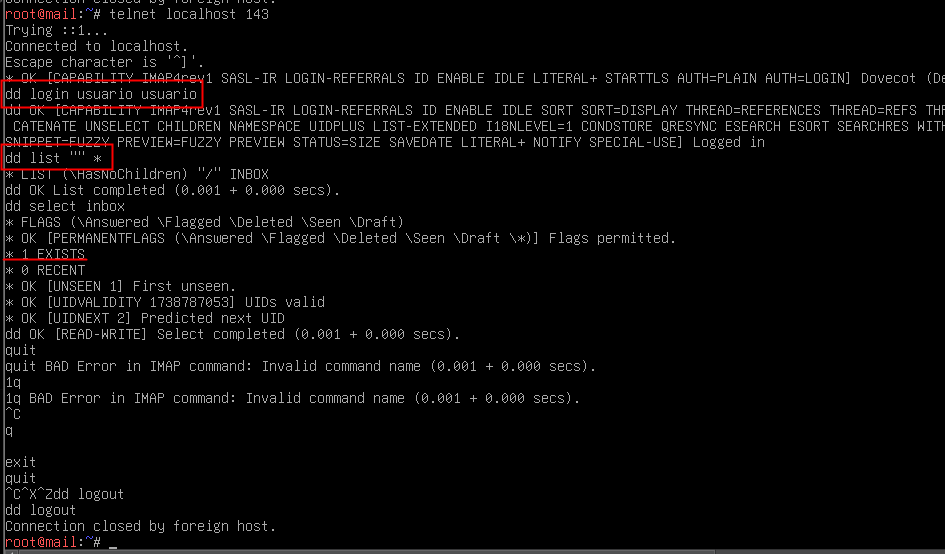 Connection closed by foreign host.
root@mail:~# telnet localhost 143
Trying ::1...
Connected to localhost.
Escape character is '^]'.
* OK [CAPABILITY IMAP4rev1 SASL-IR LOGIN-REFERRALS ID ENABLE IDLE LITERAL+ STARTTLS AUTH=PLAIN AUTH=LOGIN] Dovecot (De
dd login usuario usuario
dd OK [CAPABILITY IMAP4rev1 SASL-IR LOGIN-REFERRALS ID ENABLE IDLE SORT SORT=DISPLAY THREAD=REFERENCES THREAD=REFS THR
CATENATE UNSELECT CHILDREN NAMESPACE UIDPLUS LIST-EXTENDED I18NLEVEL=1 CONDSTORE QRESYNC ESEARCH ESORT SEARCHRES WITH
SNIPPET=FUZZY PREVIEW=FUZZY PREVIEW STATUS=SIZE SAVEDATE LITERAL+ NOTIFY SPECIAL-USE] Logged in
dd list "" *
* LIST (\HasNoChildren) "/" INBOX
dd OK List completed (0.001 + 0.000 secs).
dd select inbox
* FLAGS (\Answered \Flagged \Deleted \Seen \Draft)
* OK [PERMANENTFLAGS (\Answered \Flagged \Deleted \Seen \Draft \*)] Flags permitted.
* 1 EXISTS
* 0 RECENT
* OK [UNSEEN 1] First unseen.
* OK [UIDVALIDITY 1738787053] UIDs valid
* OK [UIDNEXT 2] Predicted next UID
dd OK [READ-WRITE] Select completed (0.001 + 0.000 secs).
quit
quit BAD Error in IMAP command: Invalid command name (0.001 + 0.000 secs).
1q
1q BAD Error in IMAP command: Invalid command name (0.001 + 0.000 secs).
^C
q
exit
quit
^C^X^Zdd logout
dd logout
Connection closed by foreign host.
root@mail:~# _